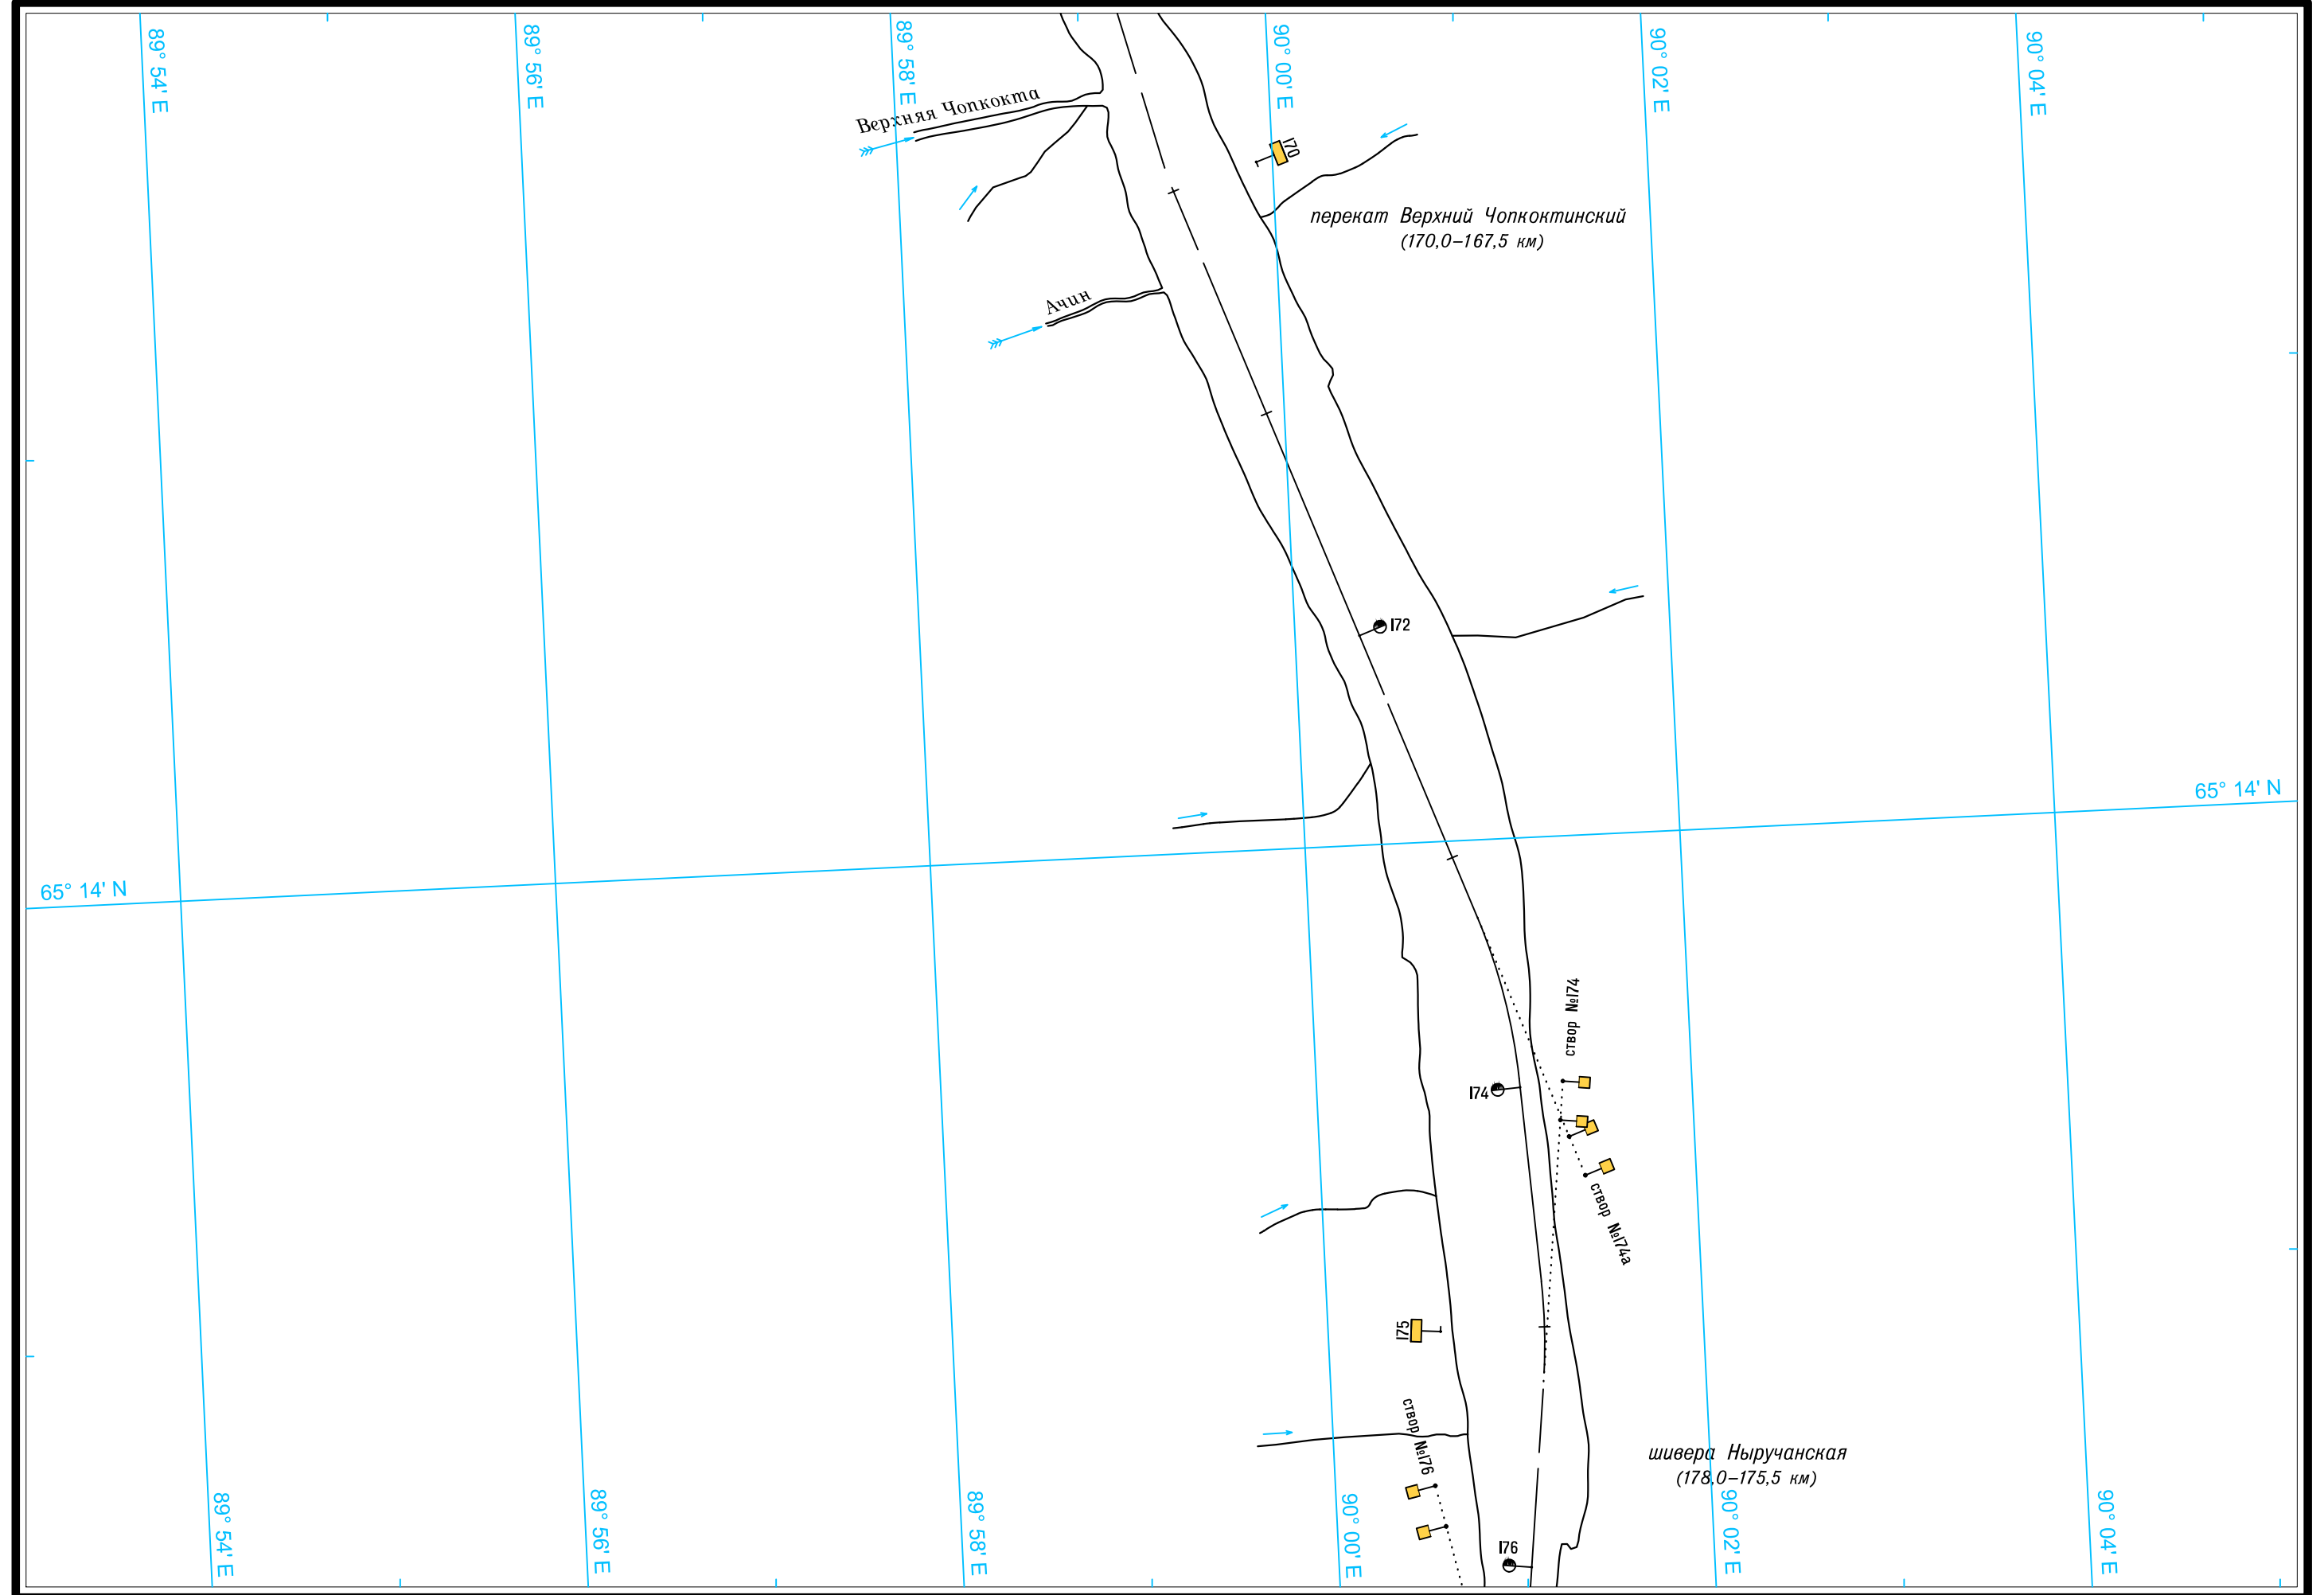 89° 54' E
89° 56' E
89° 58' E
90° 00' E
90° 02' E
90° 04' E
Верхняя Чопкокта
170
перекат Верхний Чопкоктинский
(170,0–167,5 км)
Ачин
172
65° 14' N
65° 14' N
створ №174
174
створ №174а
175
створ №176
шивера Ныручанская
(178,0–175,5 км)
176
89° 54' E
89° 56' E
89° 58' E
90° 00' E
90° 02' E
90° 04' E